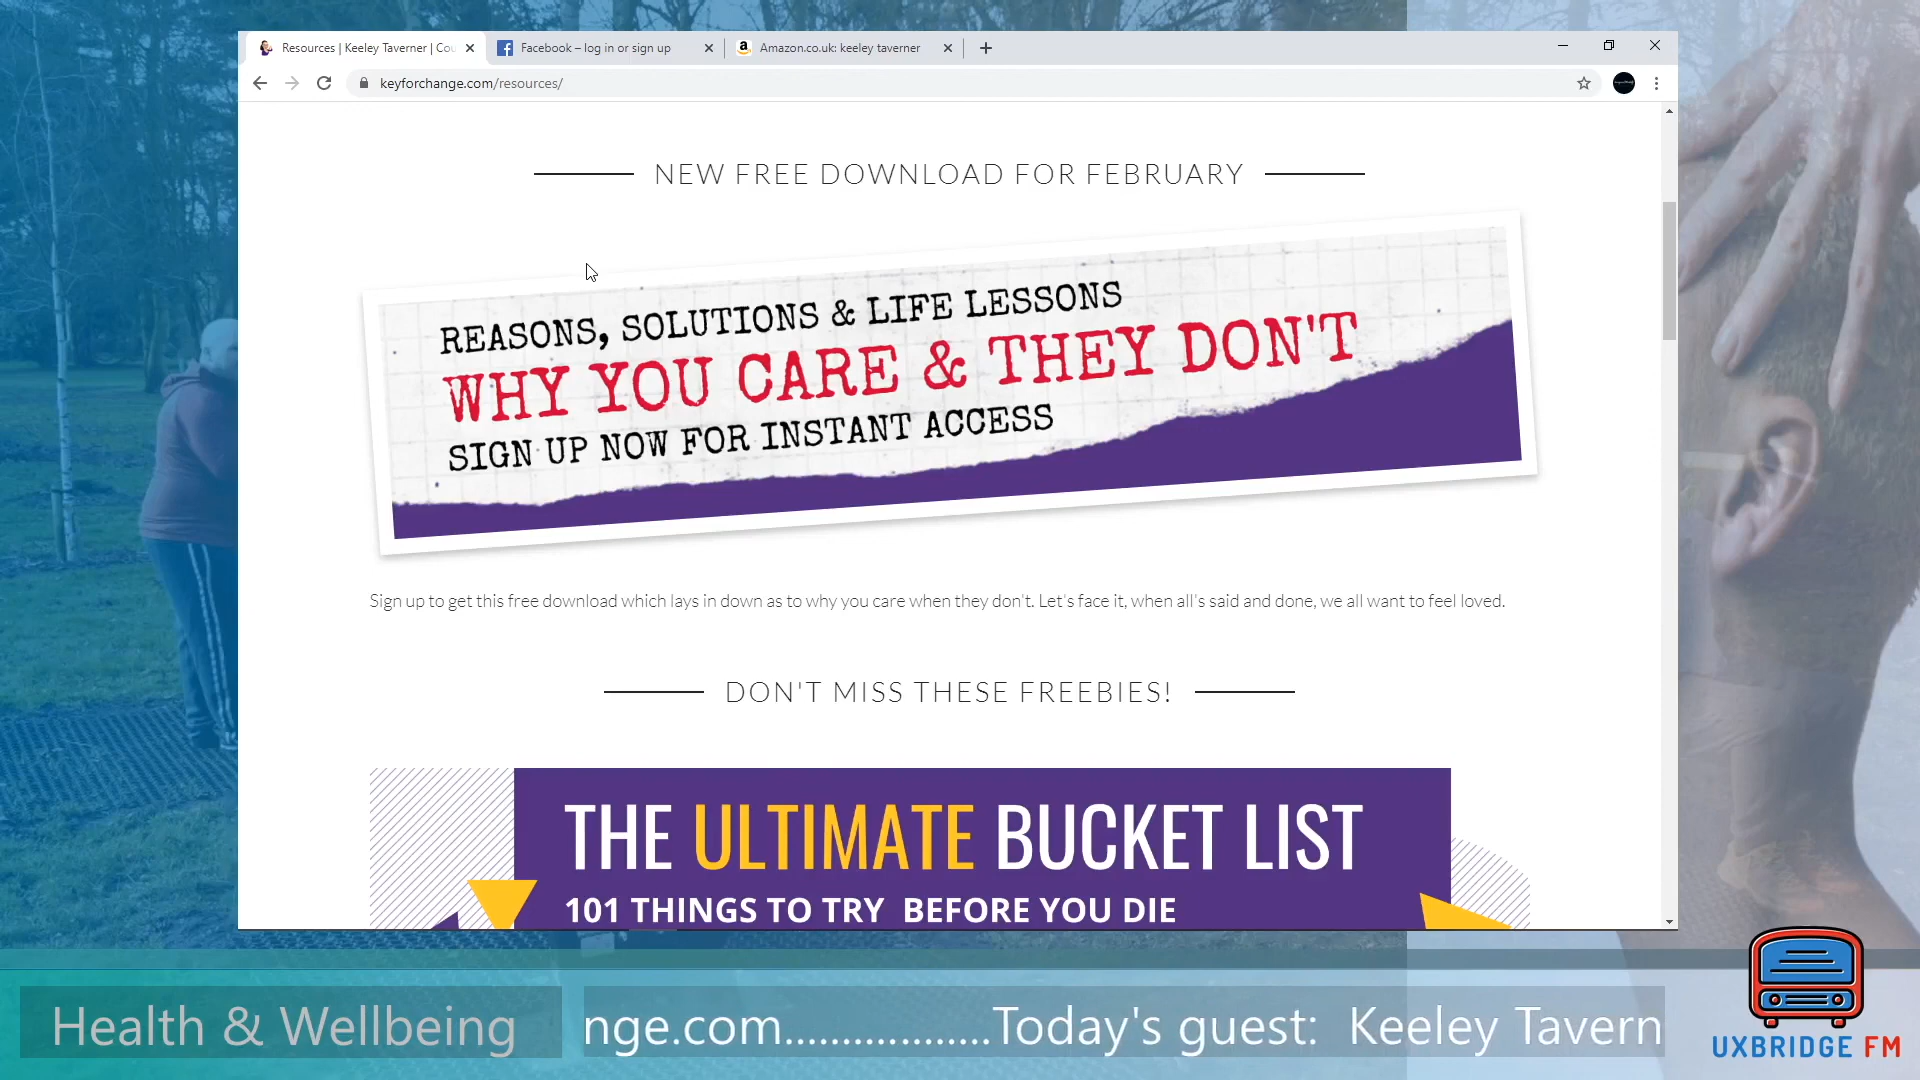 Resources | Keeley Taverner | Cou
Facebook – log in or sign up
Amazon.co.uk: keeley taverner
keyforchange.com/resources/
NEW FREE DOWNLOAD FOR FEBRUARY
REASONS, SOLUTIONS & LIFE LESSONS
WHY YOU CARE & THEY DON'T
SIGN UP NOW FOR INSTANT ACCESS
Sign up to get this free download which lays in down as to why you care when they don't. Let's face it, when all's said and done, we all want to feel loved.
DON'T MISS THESE FREEBIES!
THE ULTIMATE BUCKET LIST
101 THINGS TO TRY BEFORE YOU DIE
Health & Wellbeing
nge.com..................Today's guest: Keeley Tavern
UXBRIDGE FM